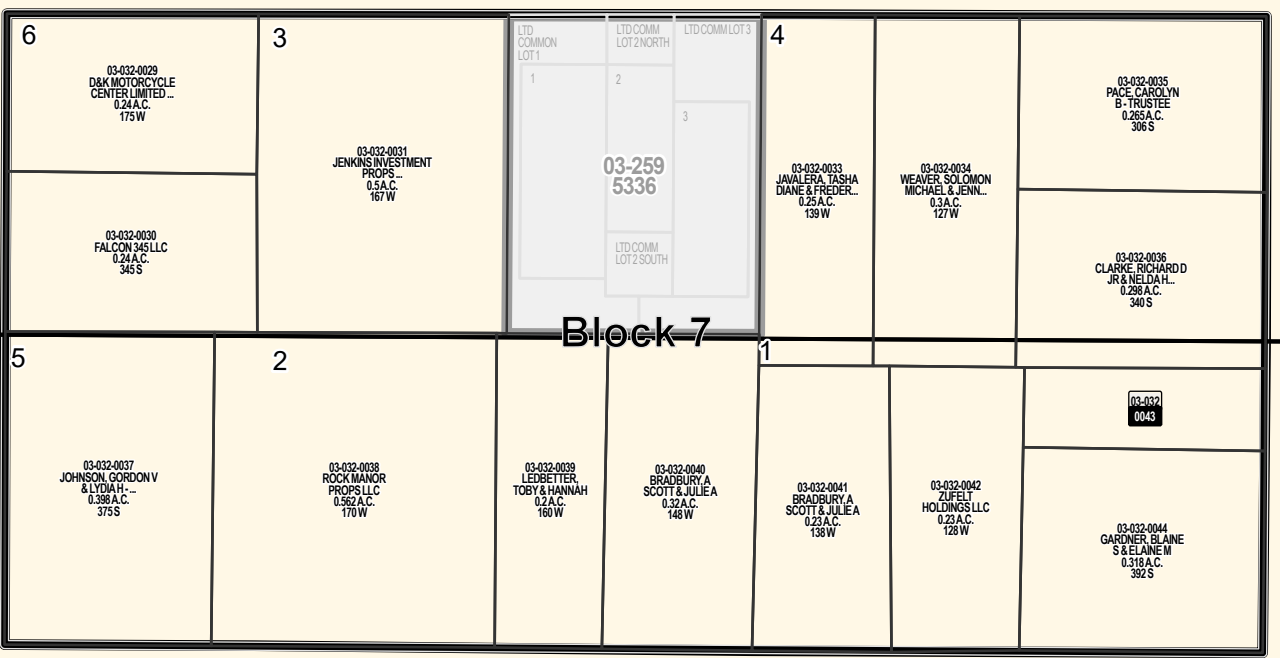 6
03-032-0029
D&K MOTORCYCLE
CENTER LIMITED ...
0.24 A.C.
175 W
03-032-0030
FALCON 345 LLC
0.24 A.C.
345 S
3
03-032-0031
JENKINS INVESTMENT
PROPS ...
0.5 A.C.
167 W
LTD
COMMON
LOT 1
LTD COMM
LOT 2 NORTH
LTD COMM LOT 3
1
2
3
03-259
5336
LTD COMM
LOT 2 SOUTH
4
03-032-0033
JAVALERA, TASHA
DIANE & FREDER...
0.25 A.C.
139 W
03-032-0034
WEAVER, SOLOMON
MICHAEL & JENN...
0.3 A.C.
127 W
03-032-0035
PACE, CAROLYN
B - TRUSTEE
0.265 A.C.
306 S
03-032-0036
CLARKE, RICHARD D
JR & NELDA H...
0.298 A.C.
340 S
Block 7
5
03-032-0037
JOHNSON, GORDON V
& LYDIA H - ...
0.398 A.C.
375 S
2
03-032-0038
ROCK MANOR
PROPS LLC
0.562 A.C.
170 W
03-032-0039
LEDBETTER,
TOBY & HANNAH
0.2 A.C.
160 W
03-032-0040
BRADBURY, A
SCOTT & JULIE A
0.32 A.C.
148 W
1
03-032-0041
BRADBURY, A
SCOTT & JULIE A
0.23 A.C.
138 W
03-032-0042
ZUFELT
HOLDINGS LLC
0.23 A.C.
128 W
03-032
0043
03-032-0044
GARDNER, BLAINE
S & ELAINE M
0.318 A.C.
392 S